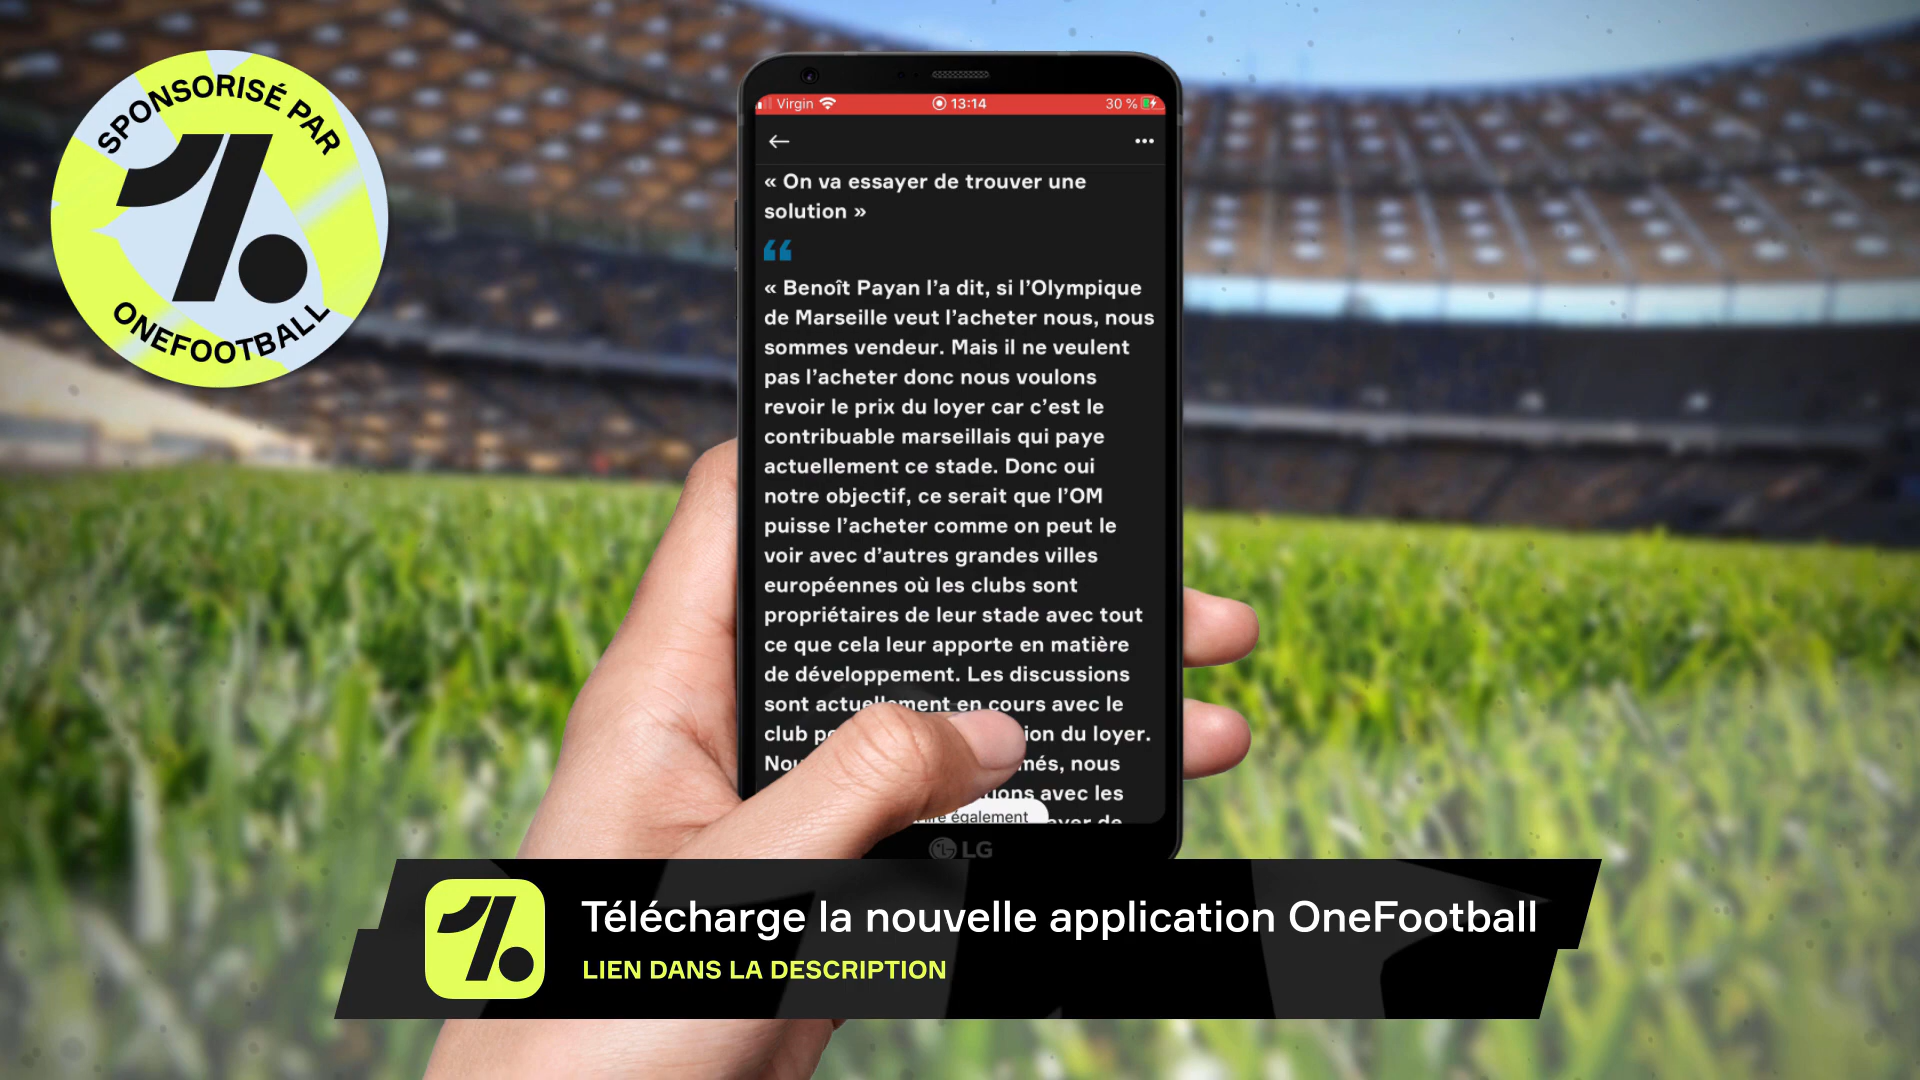 SPONSORISÉ PAR
ONEFOOTBALL
Virgin 13:14 30 %
« On va essayer de trouver une
solution »
“
« Benoît Payan l’a dit, si l’Olympique
de Marseille veut l’acheter nous, nous
sommes vendeur. Mais il ne veulent
pas l’acheter donc nous voulons
revoir le prix du loyer car c’est le
contribuable marseillais qui paye
actuellement ce stade. Donc oui
notre objectif, ce serait que l’OM
puisse l’acheter comme on peut le
voir avec d’autres grandes villes
européennes où les clubs sont
propriétaires de leur stade avec tout
ce que cela leur apporte en matière
de développement. Les discussions
sont actuellement en cours avec le
club du loyer.
nous
avec les
également
de
LG
Télécharge la nouvelle application OneFootball
LIEN DANS LA DESCRIPTION